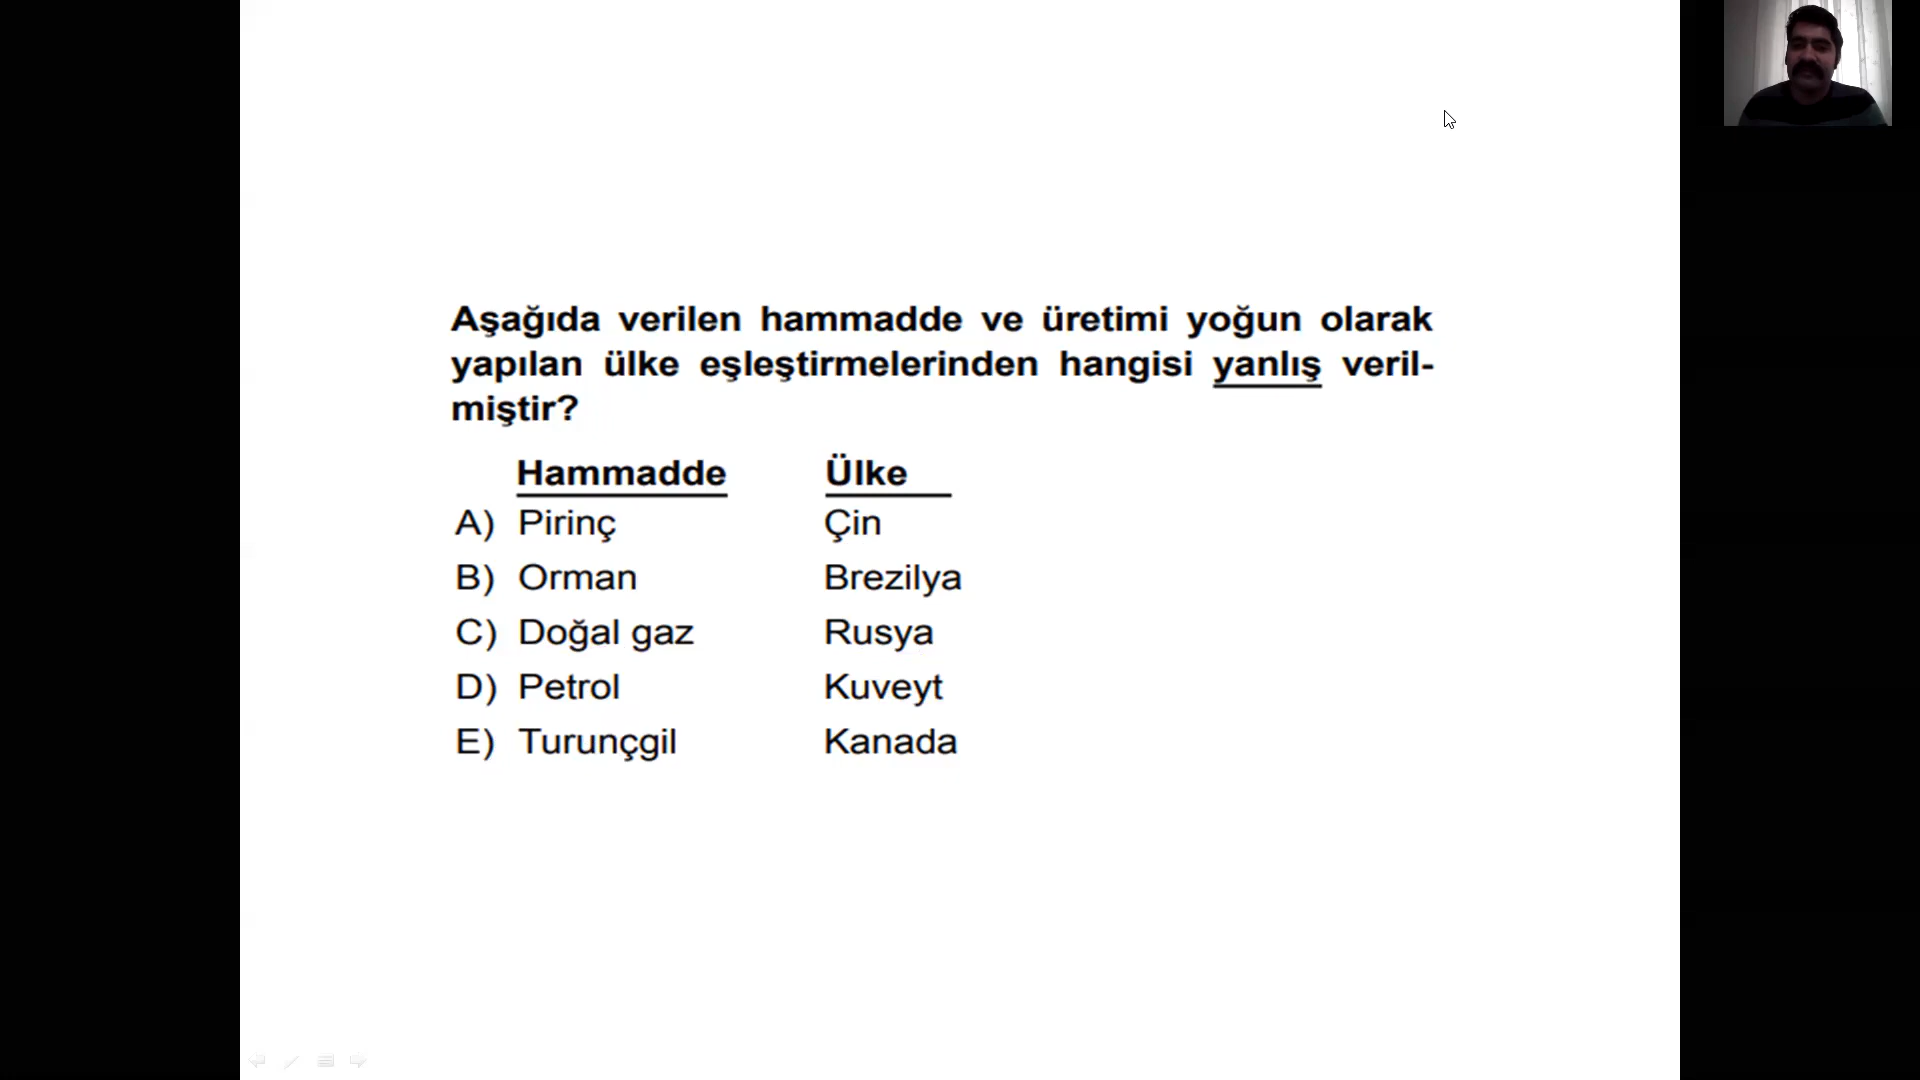 Aşağıda verilen hammadde ve üretimi yoğun olarak
yapılan ülke eşleştirmelerinden hangisi yanlış veril-
miştir?
Hammadde Ülke
A) Pirinç Çin
B) Orman Brezilya
C) Doğal gaz Rusya
D) Petrol Kuveyt
E) Turunçgil Kanada